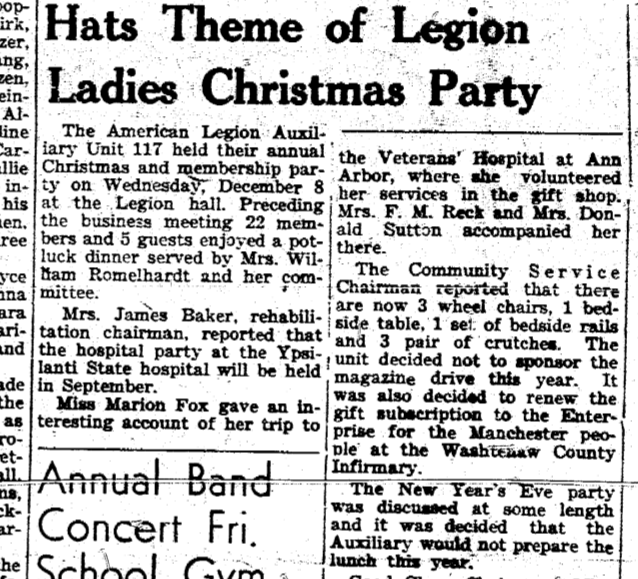 Hats Theme of Legion
Ladies Christmas Party
The American Legion Auxil-
iary Unit 117 held their annual
Christmas and membership par-
ty on Wednesday, December 8
at the Legion hall. Preceding
the business meeting 22 mem-
bers and 5 guests enjoyed a pot-
luck dinner served by Mrs. Wil-
liam Romelhardt and her com-
mittee.
Mrs. James Baker, rehabili-
tation chairman, reported that
the hospital party at the Ypsi-
lanti State hospital will be held
in September.
Miss Marion Fox gave an in-
teresting account of her trip to
the Veterans' Hospital at Ann
Arbor, where she volunteered
her services in the gift shop.
Mrs. F. M. Reck and Mrs. Don-
ald Sutton accompanied her
there.
The Community Service
Chairman reported that there
are now 3 wheel chairs, 1 bed-
side table, 1 set of bedside rails
and 3 pair of crutches. The
unit decided not to sponsor the
magazine drive this year. It
was also decided to renew the
gift subscription to the Enter-
prise for the Manchester peo-
ple at the Washtenaw County
Infirmary.
The New Year's Eve party
was discussed at some length
and it was decided that the
Auxiliary would not prepare the
lunch this year.
Annual Band
Concert Fri.
School Gym